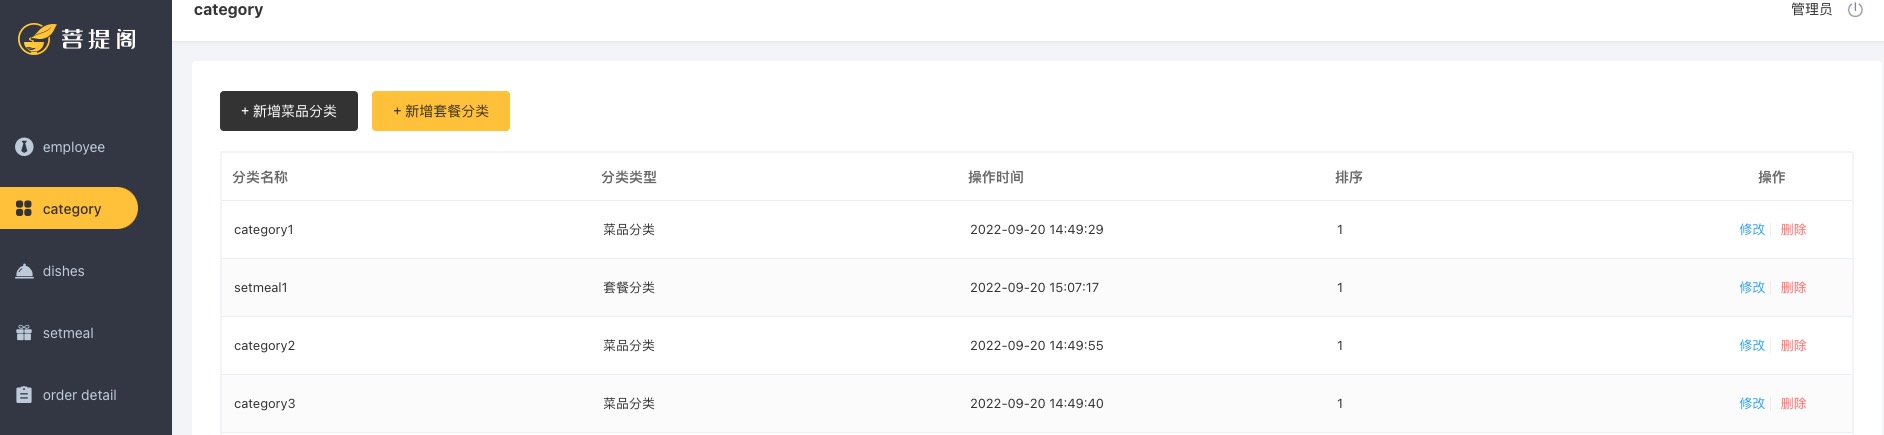 category
管理员
菩提阁
employee
category
dishes
setmeal
order detail
+ 新增菜品分类
+ 新增套餐分类
分类名称 分类类型 操作时间 排序 操作
category1 菜品分类 2022-09-20 14:49:29 1 修改 删除
setmeal1 套餐分类 2022-09-20 15:07:17 1 修改 删除
category2 菜品分类 2022-09-20 14:49:55 1 修改 删除
category3 菜品分类 2022-09-20 14:49:40 1 修改 删除